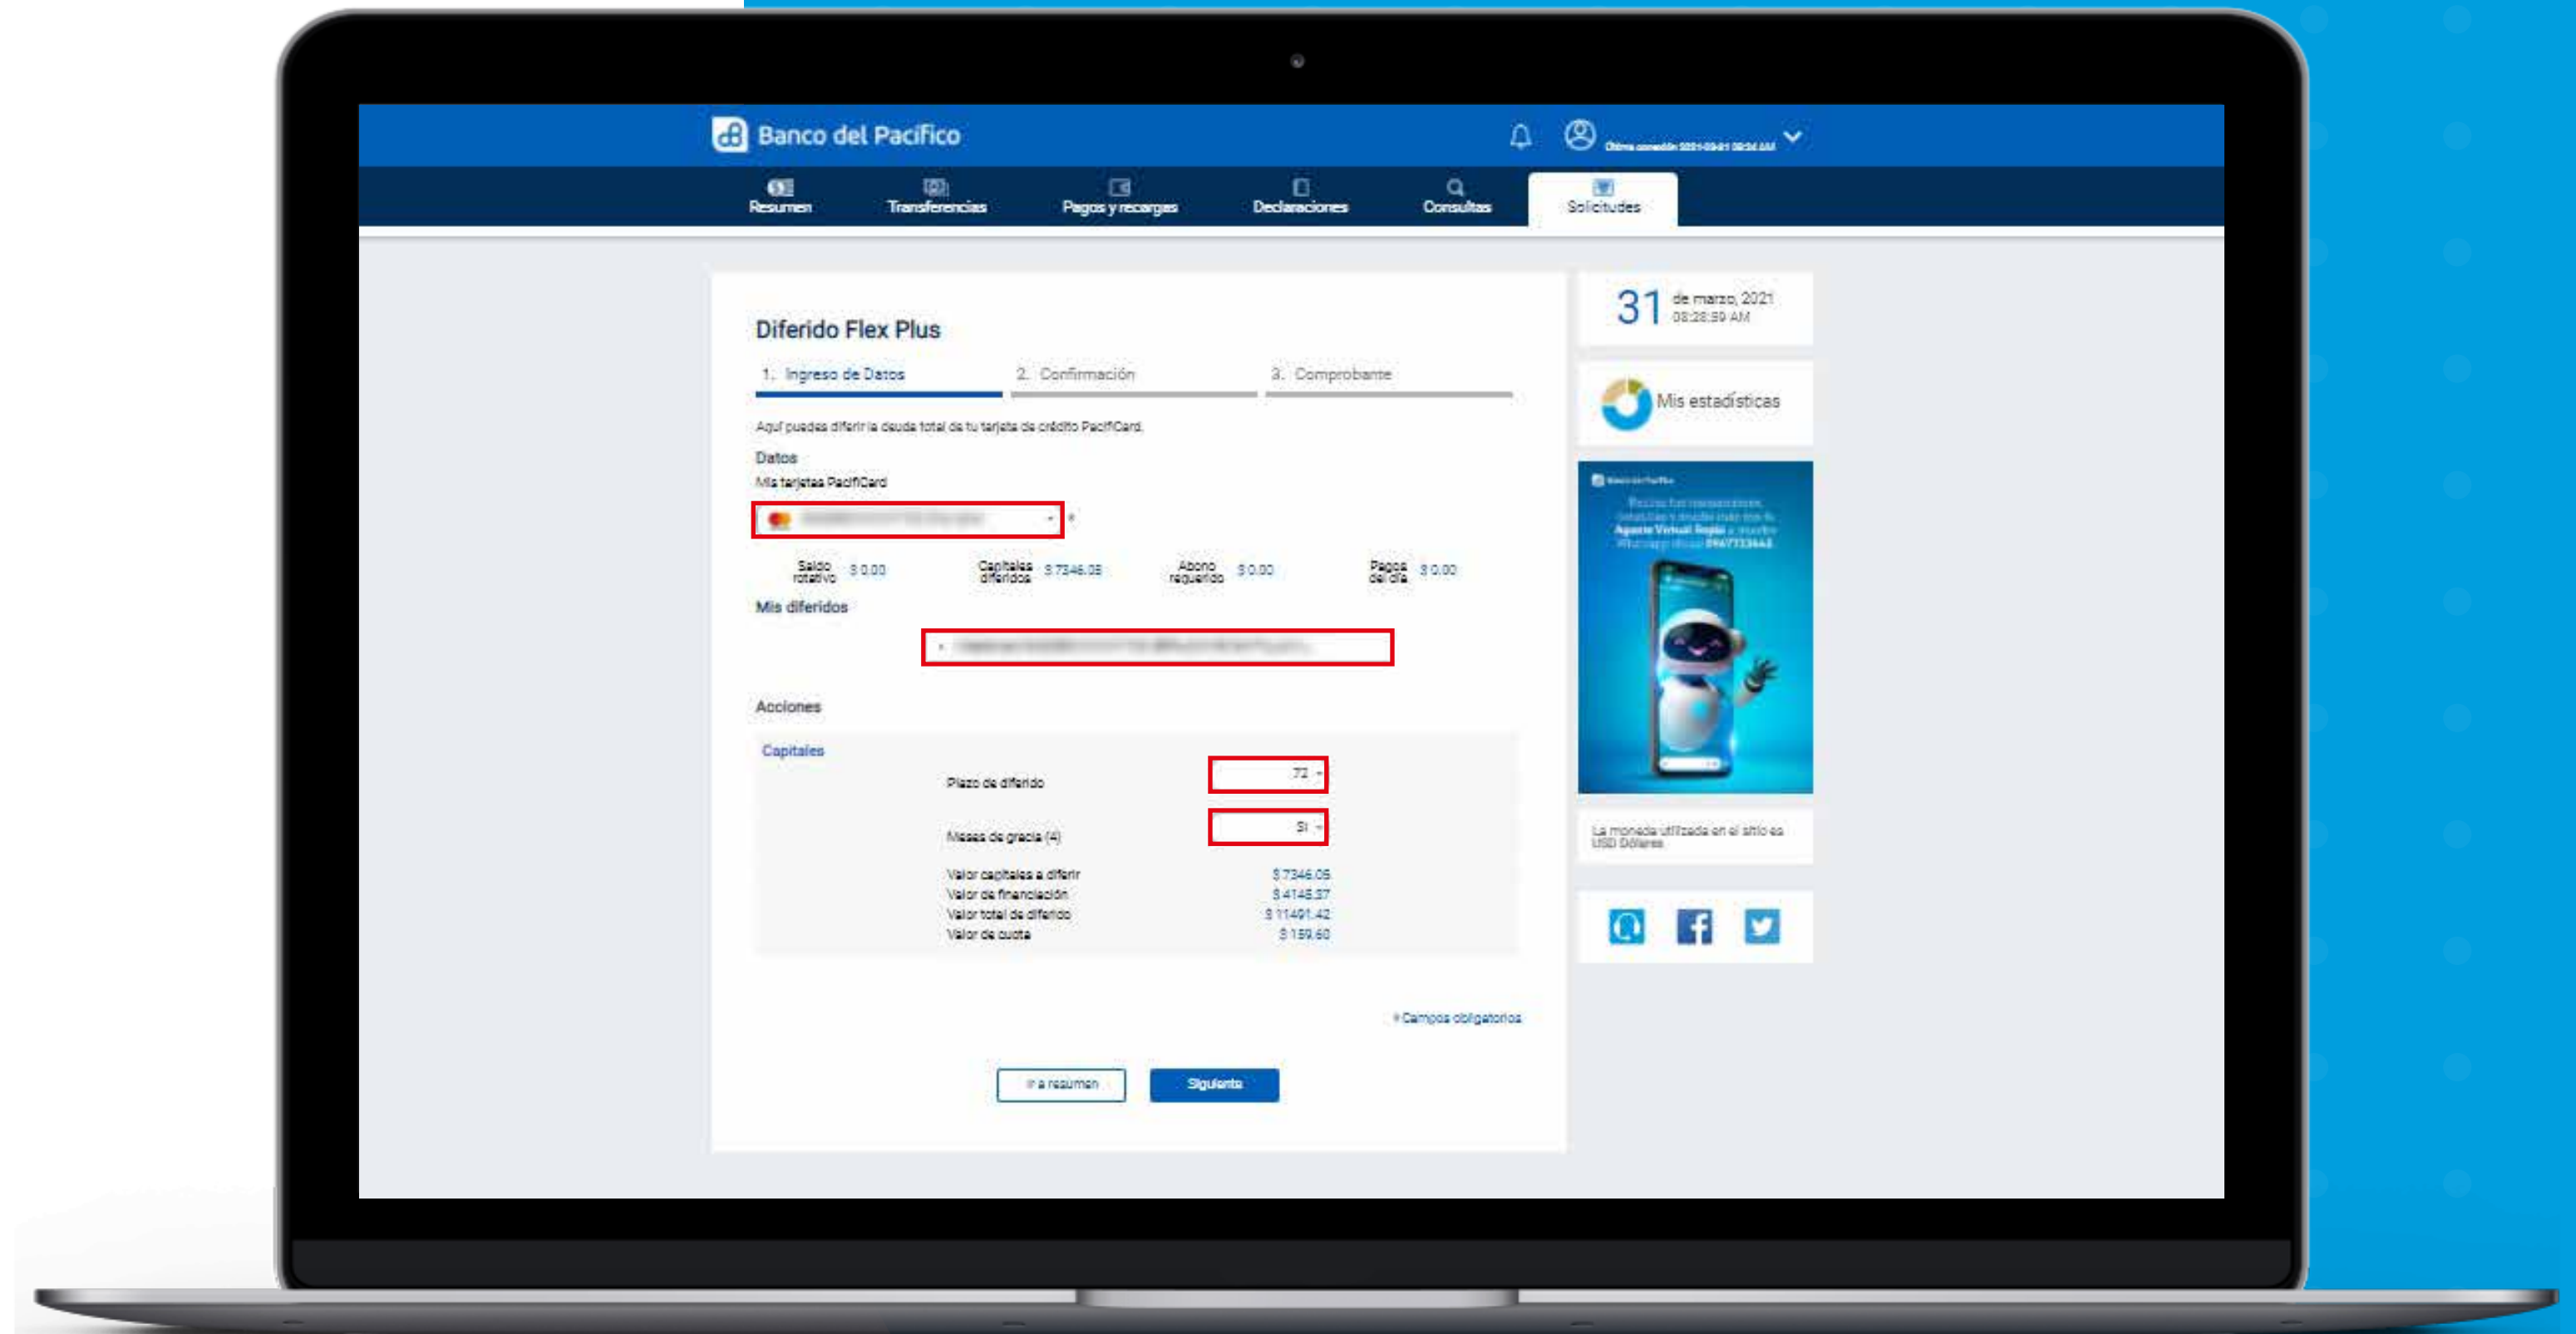 Banco del Pacífico
Resumen
Transferencias
Pagos y recargas
Declaraciones
Consultas
Solicitudes
31 de marzo, 2021
08:28:59 AM
Diferido Flex Plus
1. Ingreso de Datos
2. Confirmación
3. Comprobante
Mis estadísticas
Aquí puedes diferir la deuda total de tu tarjeta de crédito PacifiCard.
Datos
Mis tarjetas PacifiCard
*
Saldo rotativo $ 0.00
Capitales diferidos $ 7346.05
Abono requerido $ 0.00
Pagos del día $ 0.00
Mis diferidos
Acciones
Capitales
Plazo de diferido 72
Meses de gracia (4) SI
Valor capitales a diferir $ 7346.05
Valor de financiación $ 4145.37
Valor total de diferido $ 11491.42
Valor de cuota $ 159.60
* Campos obligatorios
Ir a resumen
Siguiente
Agente Virtual
La moneda utilizada en el sitio es
USD Dólares